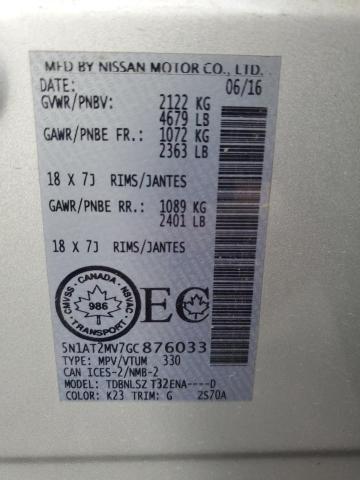 MFD BY NISSAN MOTOR CO., LTD.
DATE: 06/16
GVWR/PNBV: 2122 KG
4679 LB
GAWR/PNBE FR.: 1072 KG
2363 LB
18 X 7J RIMS/JANTES
GAWR/PNBE RR.: 1089 KG
2401 LB
18 X 7J RIMS/JANTES
CANADA
CMVSS NSVAC
986
TRANSPORT
EC
5N1AT2MV7GC876033
TYPE: MPV/VTUM 330
CAN ICES-2/NMB-2
MODEL: TDBNLSZ T32ENA----D
COLOR: K23 TRIM: G 2S70A